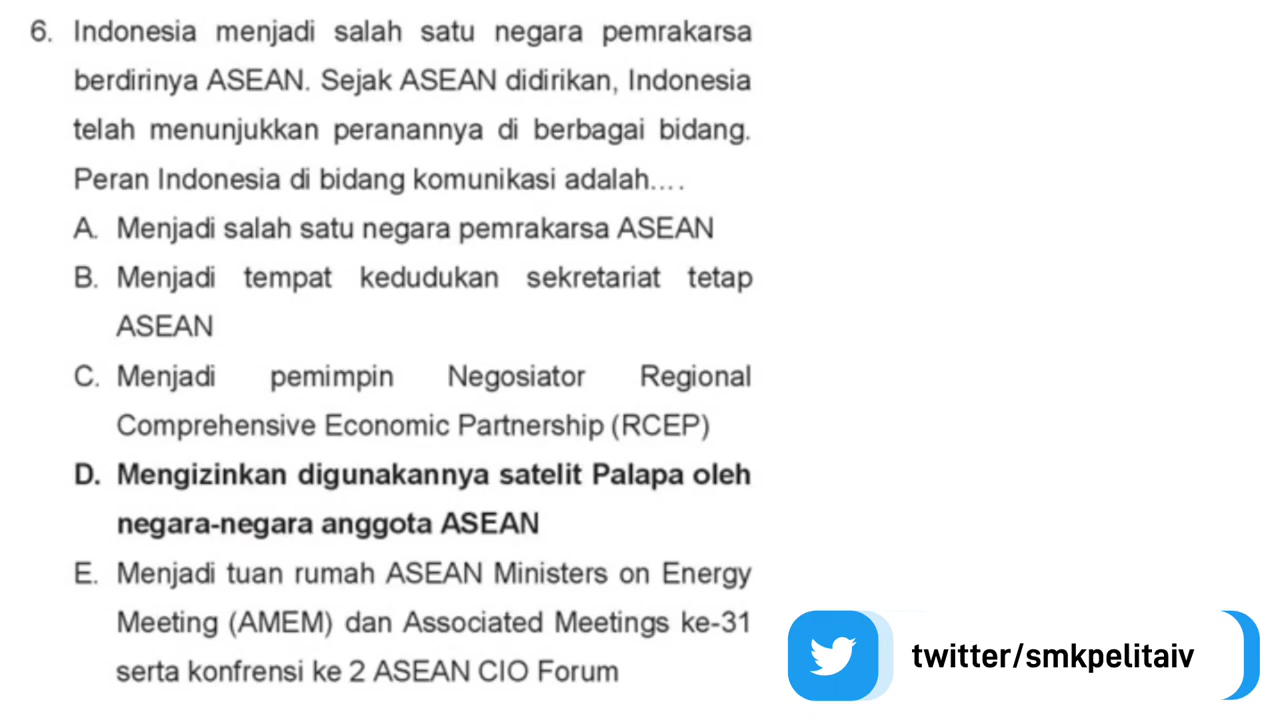 6. Indonesia menjadi salah satu negara pemrakarsa
berdirinya ASEAN. Sejak ASEAN didirikan, Indonesia
telah menunjukkan peranannya di berbagai bidang.
Peran Indonesia di bidang komunikasi adalah....
A. Menjadi salah satu negara pemrakarsa ASEAN
B. Menjadi tempat kedudukan sekretariat tetap
ASEAN
C. Menjadi pemimpin Negosiator Regional
Comprehensive Economic Partnership (RCEP)
D. Mengizinkan digunakannya satelit Palapa oleh
negara-negara anggota ASEAN
E. Menjadi tuan rumah ASEAN Ministers on Energy
Meeting (AMEM) dan Associated Meetings ke-31
serta konfrensi ke 2 ASEAN CIO Forum
twitter/smkpelitaiv